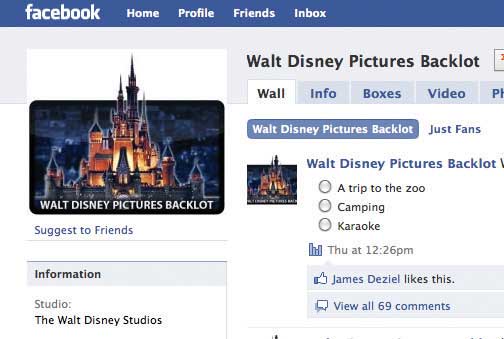 facebook Home Profile Friends Inbox
WALT DISNEY PICTURES BACKLOT
Suggest to Friends
Information
Studio:
The Walt Disney Studios
Walt Disney Pictures Backlot
Wall Info Boxes Video
Walt Disney Pictures Backlot Just Fans
Walt Disney Pictures Backlot
A trip to the zoo
Camping
Karaoke
Thu at 12:26pm
James Deziel likes this.
View all 69 comments